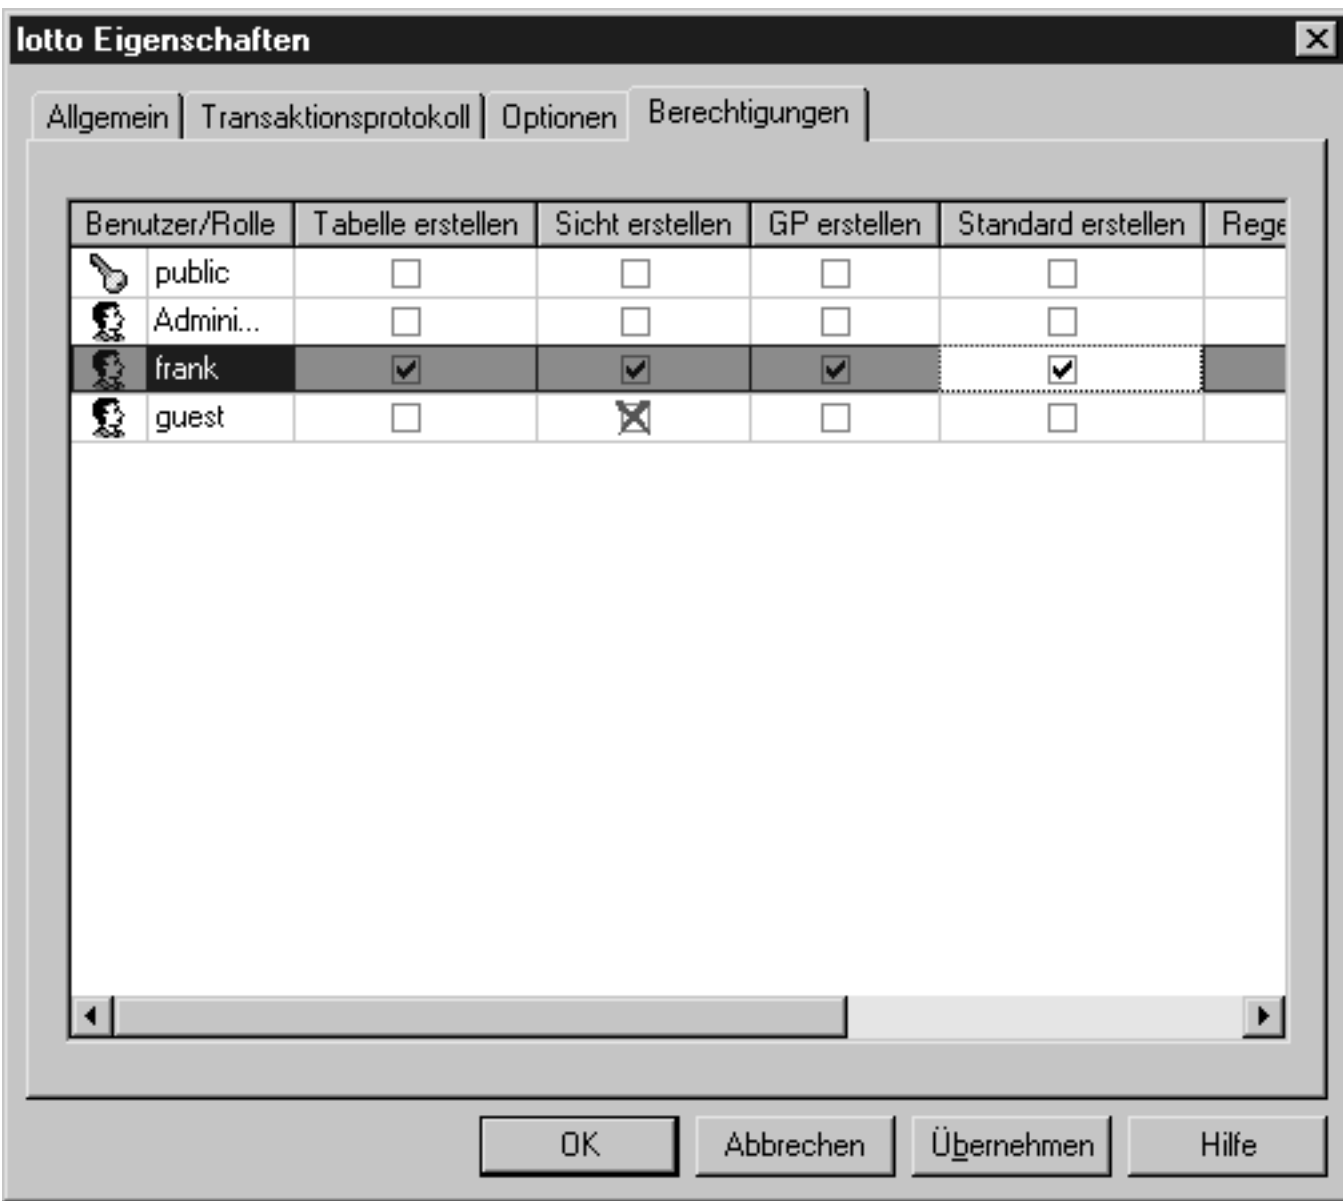 lotto Eigenschaften
Allgemein Transaktionsprotokoll Optionen Berechtigungen
Benutzer/Rolle Tabelle erstellen Sicht erstellen GP erstellen Standard erstellen Rege
public
Admini...
frank
guest
OK Abbrechen Übernehmen Hilfe